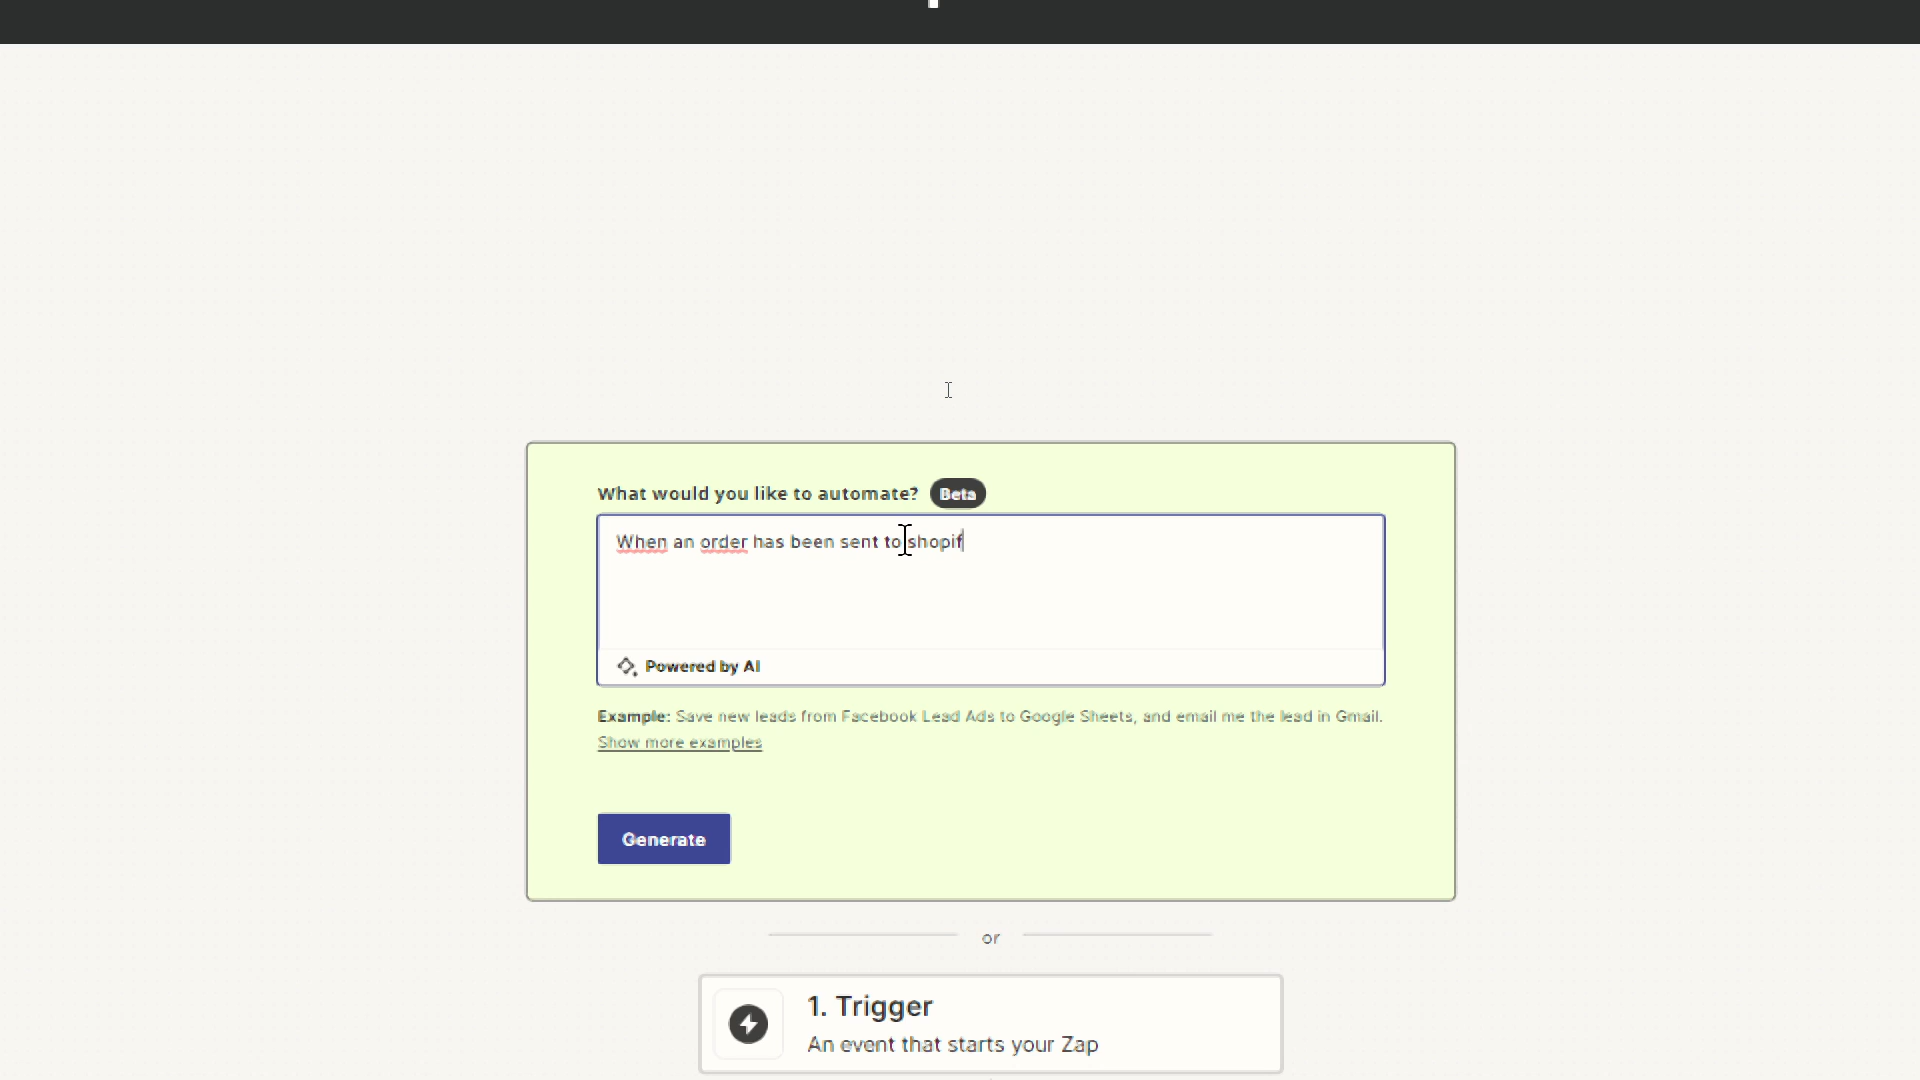 What would you like to automate? Beta
When an order has been sent to shopif
Powered by AI
Example: Save new leads from Facebook Lead Ads to Google Sheets, and email me the lead in Gmail.
Show more examples
Generate
or
1. Trigger
An event that starts your Zap